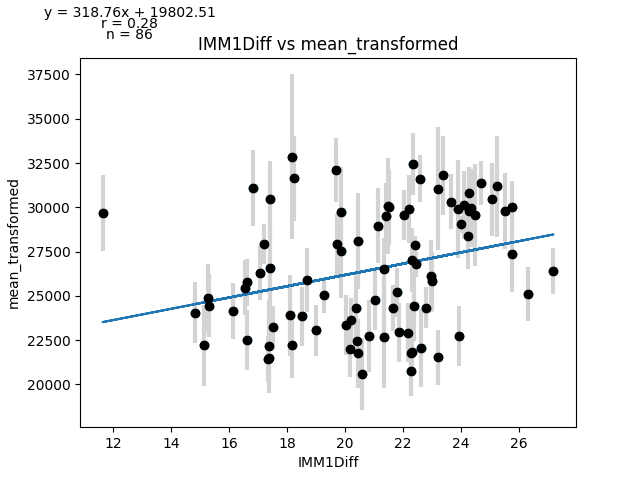 y = 318.76x + 19802.51
r = 0.28
n = 86
IMM1Diff vs mean_transformed
37500
35000
32500
30000
27500
25000
22500
20000
mean_transformed
12 14 16 18 20 22 24 26
IMM1Diff